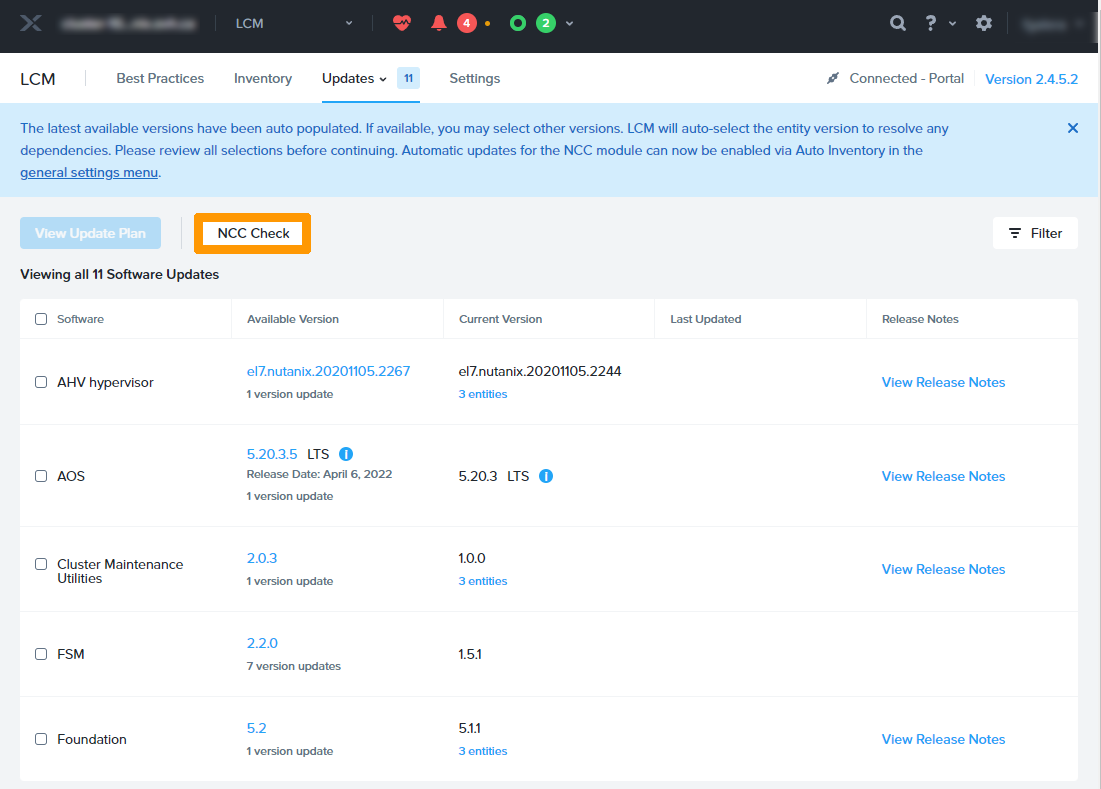 LCM
4
2
?
LCM
Best Practices
Inventory
Updates
11
Settings
Connected - Portal
Version 2.4.5.2
The latest available versions have been auto populated. If available, you may select other versions. LCM will auto-select the entity version to resolve any
dependencies. Please review all selections before continuing. Automatic updates for the NCC module can now be enabled via Auto Inventory in the
general settings menu.
View Update Plan
NCC Check
Filter
Viewing all 11 Software Updates
Software
Available Version
Current Version
Last Updated
Release Notes
AHV hypervisor
el7.nutanix.20201105.2267
1 version update
el7.nutanix.20201105.2244
3 entities
View Release Notes
AOS
5.20.3.5 LTS
Release Date: April 6, 2022
1 version update
5.20.3 LTS
View Release Notes
Cluster Maintenance
Utilities
2.0.3
1 version update
1.0.0
3 entities
View Release Notes
FSM
2.2.0
7 version updates
1.5.1
Foundation
5.2
1 version update
5.1.1
3 entities
View Release Notes